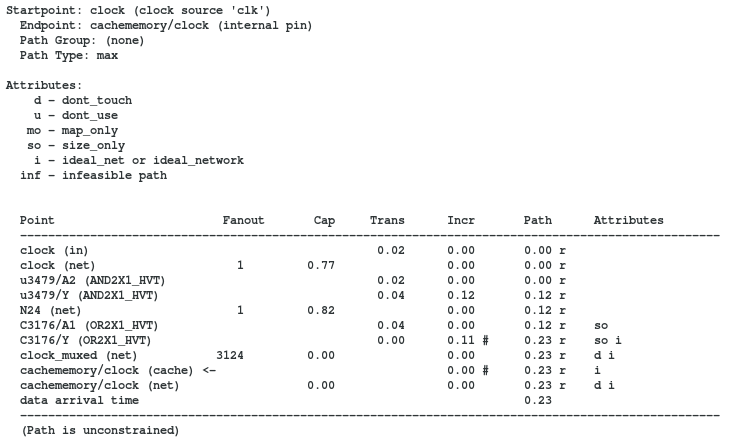 Startpoint: clock (clock source 'clk')
Endpoint: cachememory/clock (internal pin)
Path Group: (none)
Path Type: max
Attributes:
d - dont_touch
u - dont_use
mo - map_only
so - size_only
i - ideal_net or ideal_network
inf - infeasible path
Point Fanout Cap Trans Incr Path Attributes
clock (in) 0.02 0.00 0.00 r
clock (net) 1 0.77 0.00 0.00 r
u3479/A2 (AND2X1_HVT) 0.02 0.00 0.00 r
u3479/Y (AND2X1_HVT) 0.04 0.12 0.12 r
N24 (net) 1 0.82 0.00 0.12 r
C3176/A1 (OR2X1_HVT) 0.04 0.00 0.12 r so
C3176/Y (OR2X1_HVT) 0.00 0.11 # 0.23 r so i
clock_muxed (net) 3124 0.00 0.00 0.23 r d i
cachememory/clock (cache) <- 0.00 # 0.23 r i
cachememory/clock (net) 0.00 0.00 0.23 r d i
data arrival time 0.23
(Path is unconstrained)